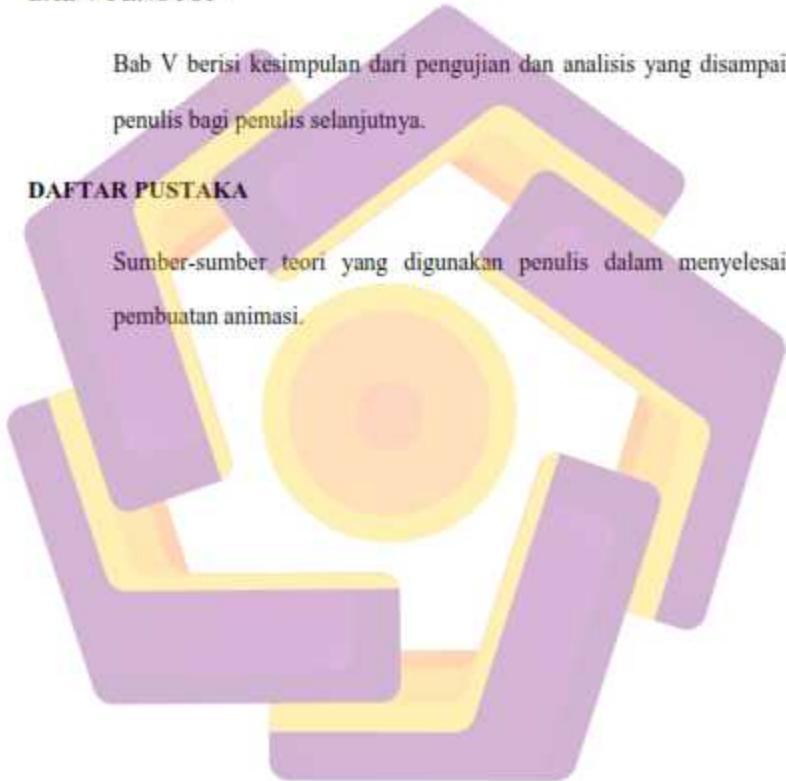 Bab V berisi kesimpulan dari pengujian dan analisis yang disampai
penulis bagi penulis selanjutnya.
DAFTAR PUSTAKA
Sumber-sumber teori yang digunakan penulis dalam menyelesai
pembuatan animasi.